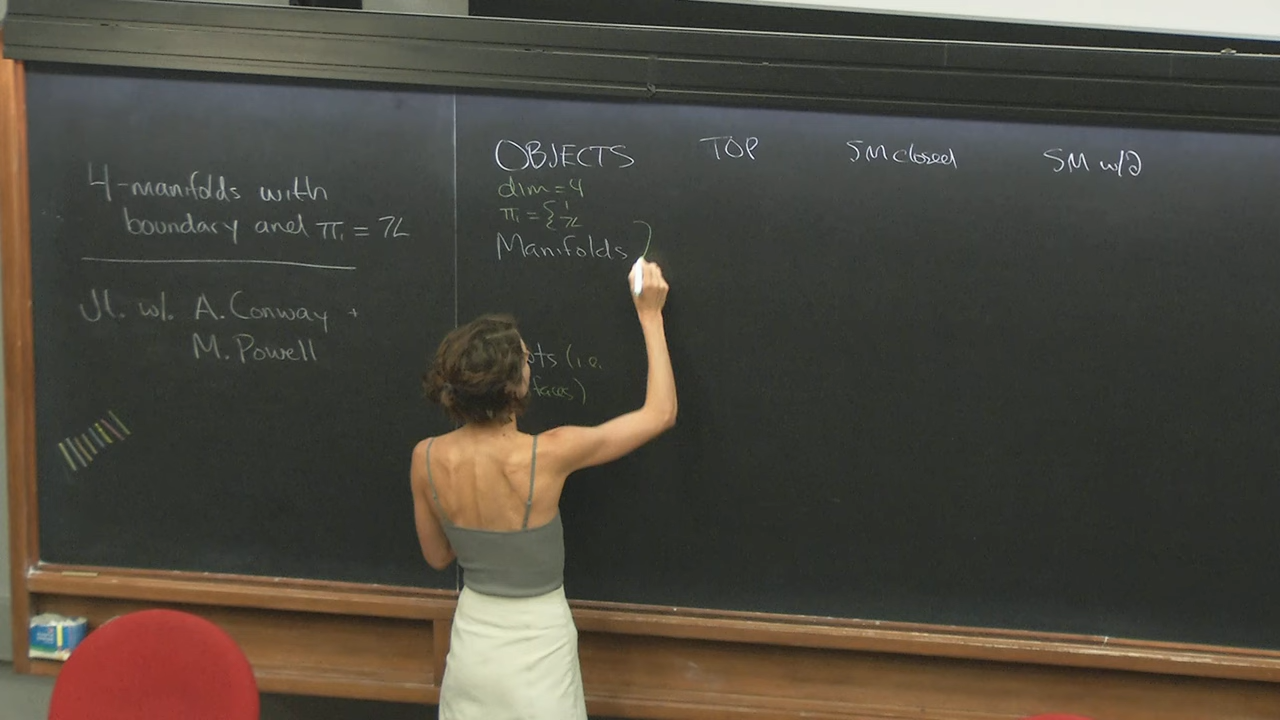 4-manifolds with
boundary and π₁ = ℤ
Jt. w/. A. Conway +
M. Powell
OBJECTS
dim = 4
π₁ = { 1
ℤ
Manifolds
(i.e.
TOP
SM closed
SM w/∂